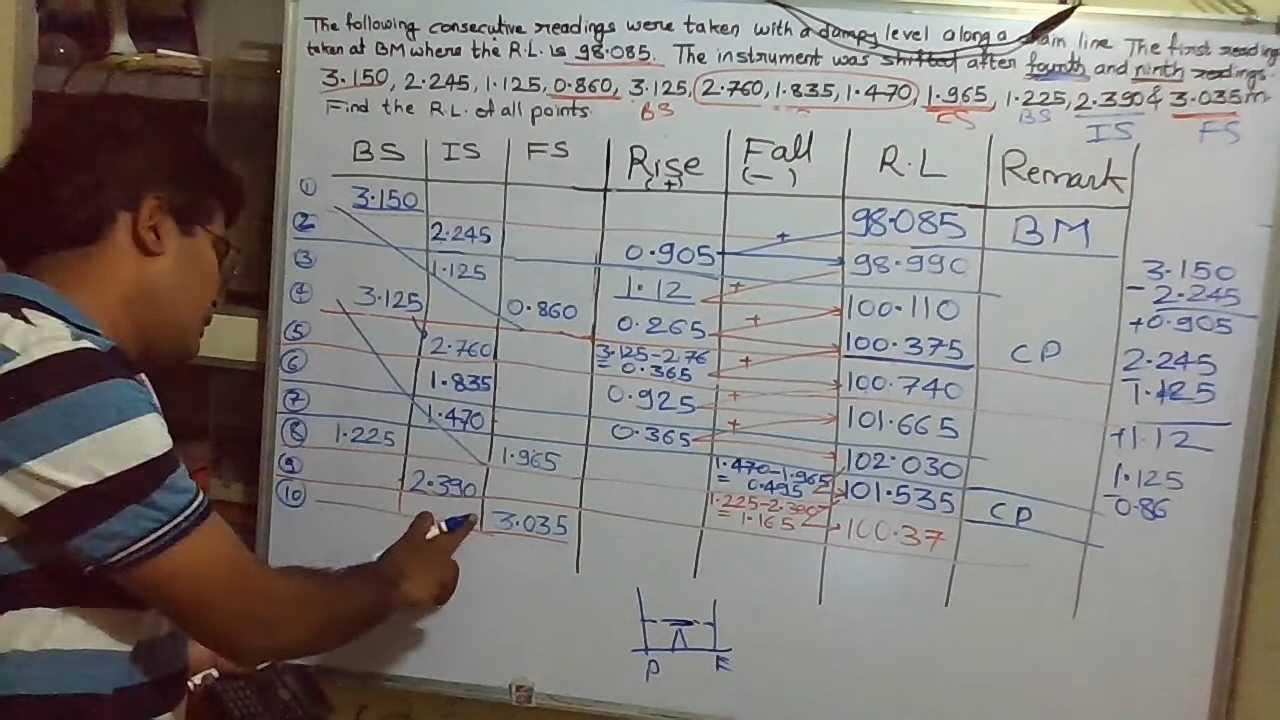 The following consecutive readings were taken with a dumpy level along a chain line The first reading
taken at BM where the R.L. is 98.085. The instrument was shifted after fourth and ninth readings.
3.150, 2.245, 1.125, 0.860, 3.125, 2.760, 1.835, 1.470, 1.965, 1.225, 2.390 & 3.035m.
Find the R.L. of all points. BS CS BS IS FS
BS IS FS Rise (+) Fall (-) R.L Remark
① 3.150 98.085 BM
② 2.245 0.905 98.990
③ 1.125 1.12 100.110
④ 3.125 0.860 0.265 100.375 CP
⑤ 2.760 3.125-2.76 = 0.365 100.740
⑥ 1.835 0.925 101.665
⑦ 1.470 0.365 102.030
⑧ 1.225 1.965 1.470-1.965 = 0.495 101.535 CP
⑨ 2.390 1.225-2.390 = 1.165 100.37
⑩ 3.035
+
+
+
+
+
+
3.150
- 2.245
+0.905
2.245
- 1.125
+1.12
1.125
- 0.86
P F